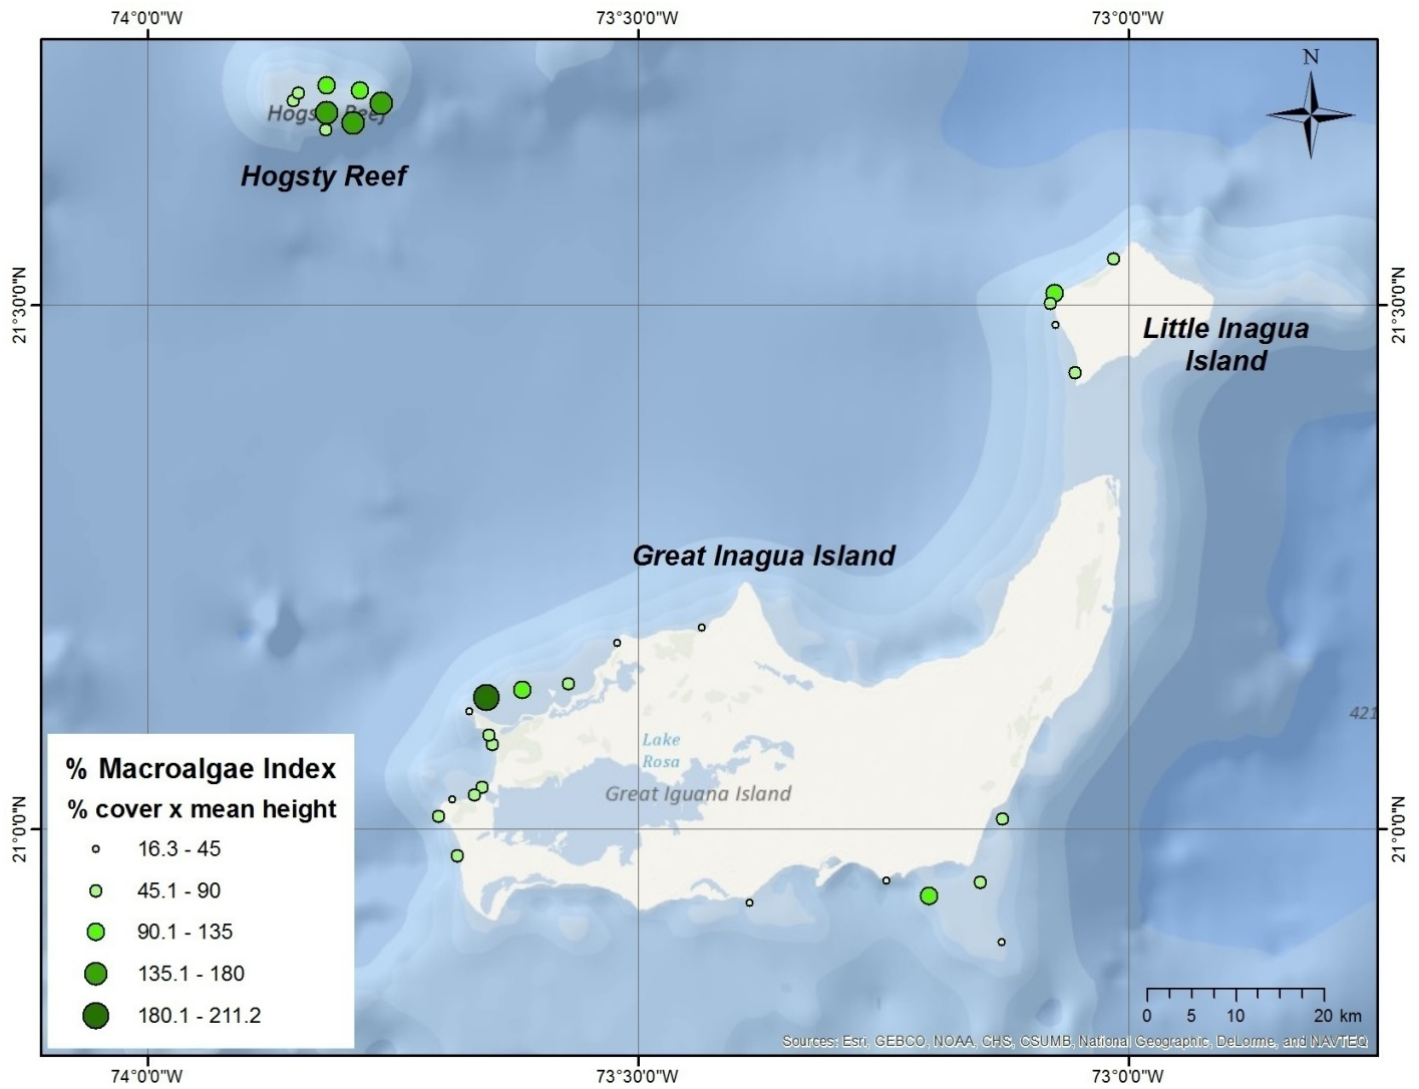 74°0'0"W 73°30'0"W 73°0'0"W
N
Hogsty Reef
Hogsty Reef
21°30'0"N 21°30'0"N
Little Inagua
Island
Great Inagua Island
421
Lake
Rosa
Great Iguana Island
% Macroalgae Index
% cover x mean height
16.3 - 45
45.1 - 90
90.1 - 135
135.1 - 180
180.1 - 211.2
21°0'0"N 21°0'0"N
0 5 10 20 km
Sources: Esri, GEBCO, NOAA, CHS, CSUMB, National Geographic, DeLorme, and NAVTEQ
74°0'0"W 73°30'0"W 73°0'0"W